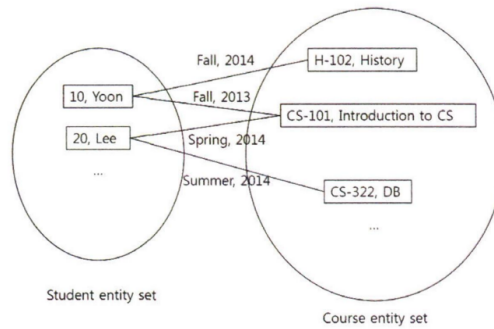 Fall, 2014
H-102, History
10, Yoon
Fall, 2013
CS-101, Introduction to CS
20, Lee
Spring, 2014
...
Summer, 2014
CS-322, DB
...
Student entity set
Course entity set